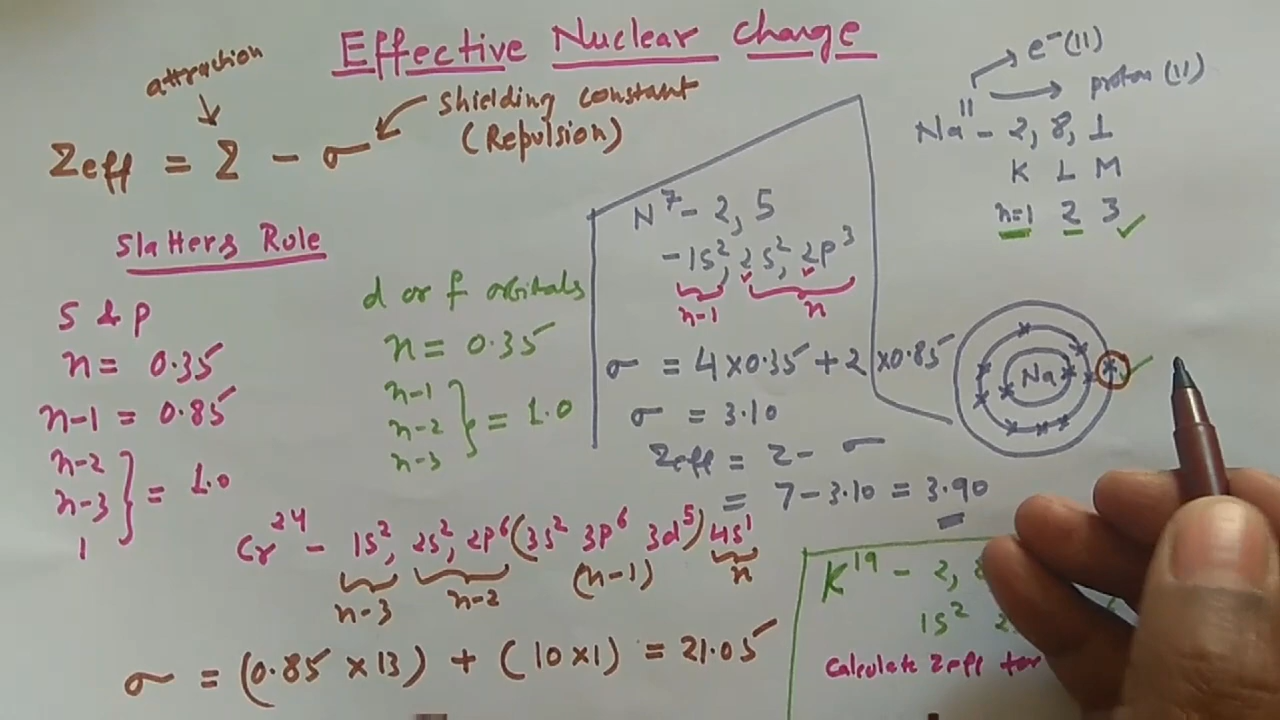 Effective Nuclear Charge
attraction
Zeff = Z - σ
Shielding constant
(Repulsion)
Slatters Role
S & P
n = 0.35
n-1 = 0.85
n-2
n-3
1
} = 1.0
d or f orbitals
n = 0.35
n-1
n-2
n-3
} = 1.0
N⁷ - 2, 5
- 1s², 2s², 2p³
n-1 n
σ = 4×0.35 + 2×0.85
σ = 3.10
Zeff = Z - σ
= 7 - 3.10 = 3.90
e⁻ (11)
proton (11)
Na¹¹ - 2, 8, 1
K L M
n=1 2 3 ✓
Na
Cr²⁴ - 1s², 2s², 2p⁶ (3s² 3p⁶ 3d⁵) 4s¹
n-3 n-2 (n-1) n
σ = (0.85 × 13) + (10×1) = 21.05
K¹⁹ - 2,
1s²
Calculate Zeff for